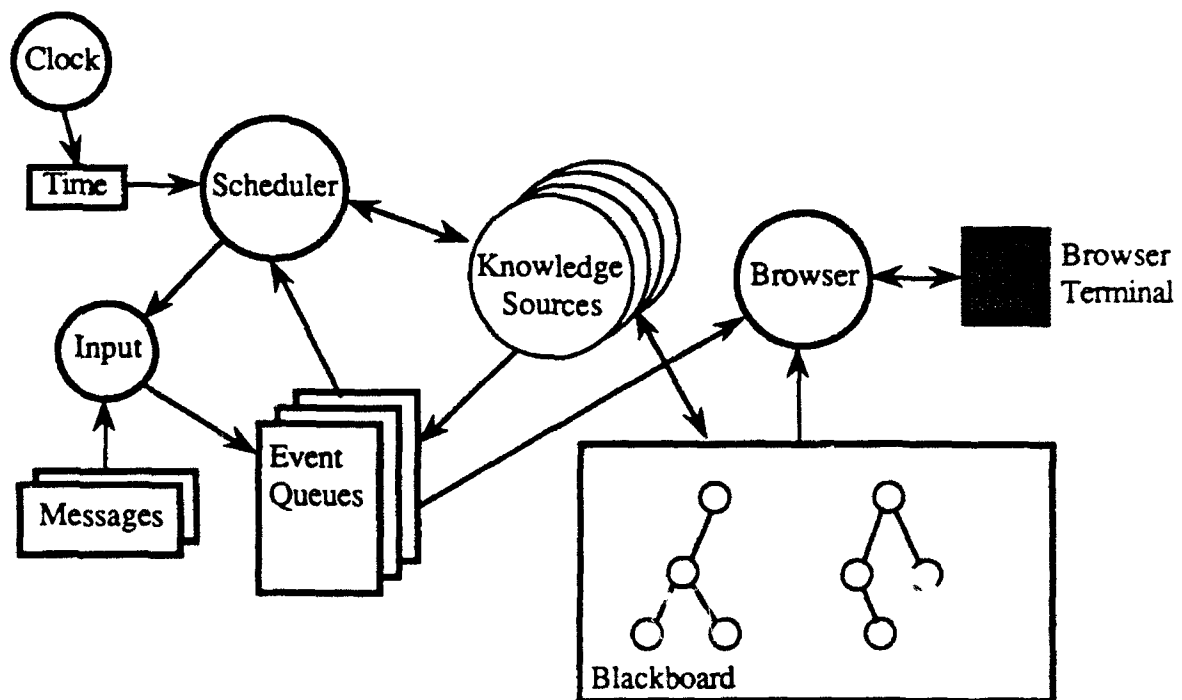 Clock
Time
Scheduler
Knowledge
Sources
Browser
Browser
Terminal
Input
Event
Queues
Messages
Blackboard